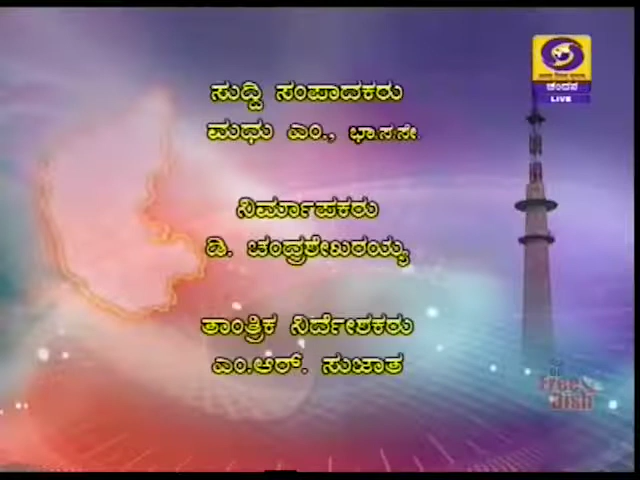 ಸುದ್ದಿ ಸಂಪಾದಕರು
ಮಧು ಎಂ., ಭಾ.ಸ.ಸೇ.
ನಿರ್ಮಾಪಕರು
ಡಿ. ಚಂದ್ರಶೇಖರಯ್ಯ
ತಾಂತ್ರಿಕ ನಿರ್ದೇಶಕರು
ಎಂ.ಆರ್. ಸುಜಾತ
ಚಂದನ
LIVE
Free
dish